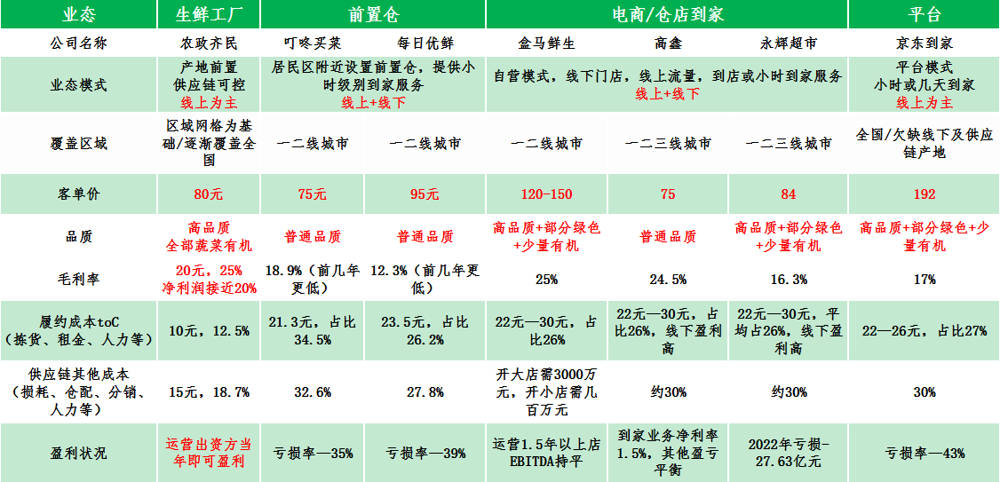 业态 生鲜工厂 前置仓 电商/仓店到家 平台
公司名称 农政齐民 叮咚买菜 每日优鲜 盒马鲜生 高鑫 永辉超市 京东到家
业态模式
产地前置
供应链可控
线上为主
居民区附近设置前置仓，提供小
时级别到家服务
线上+线下
自营模式，线下门店，线上流量，到店或小时到家服务
线上+线下
平台模式
小时或几天到家
线上为主
覆盖区域
区域网格为基
础/逐渐覆盖全
国
一二线城市
一二线城市
一二线城市
一二三线城市
一二三线城市
全国/欠缺线下及供应
链产地
客单价 80元 75元 95元 120-150 75 84 192
品质
高品质
全部蔬菜有机
普通品质
普通品质
高品质+部分绿色
+少量有机
普通品质
高品质+部分绿色
+少量有机
高品质+部分绿色+少
量有机
毛利率
20元，25%
净利润接近20%
18.9%（前几年
更低）
12.3%（前几年更
低）
25%
24.5%
16.3%
17%
履约成本toC
（拣货、租金、人力等）
10元，12.5%
21.3元，占比
34.5%
23.5元，占比
26.2%
22元—30元，占
比26%
22元—30元，占
比26%，线下盈利
高
22元—30元，平
均占26%，线下盈
利高
22—26元，占比27%
供应链其他成本
（损耗、仓配、分销、
人力等）
15元，18.7%
32.6%
27.8%
开大店需3000万
元，开小店需几
百万元
约30%
约30%
30%
盈利状况
运营出资方当
年即可盈利
亏损率—35%
亏损率—39%
运营1.5年以上店
EBITDA持平
到家业务净利率
1.5%，其他盈亏
平衡
2022年亏损-
27.63亿元
亏损率—43%